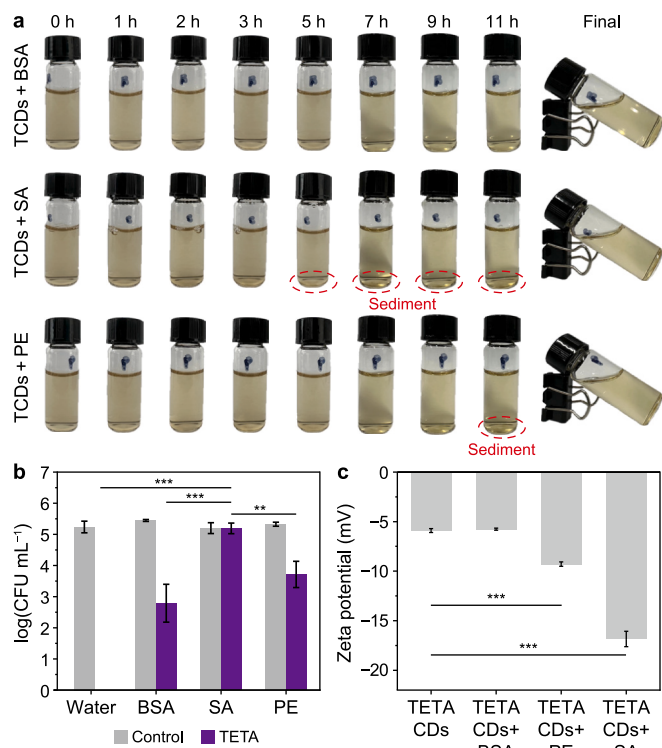 a
0 h 1 h 2 h 3 h 5 h 7 h 9 h 11 h Final
TCDs + BSA
TCDs + SA
Sediment
TCDs + PE
Sediment
b
***
***
**
log(CFU mL⁻¹)
7
6
5
4
3
2
1
0
Water BSA SA PE
Control TETA
c
Zeta potential (mV)
0
−5
−10
−15
−20
***
***
TETA TETA TETA TETA
CDs CDs+ CDs+ CDs+
BSA PE SA